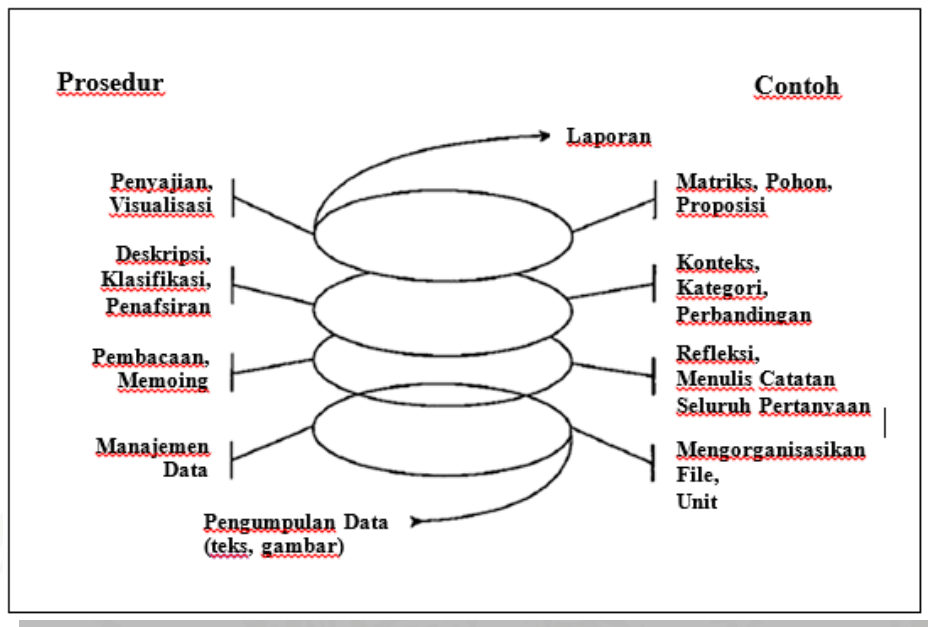 Prosedur
Contoh
Laporan
Penyajian,
Visualisasi
Matriks, Pohon,
Proposisi
Deskripsi,
Klasifikasi,
Penafsiran
Konteks,
Kategori,
Perbandingan
Pembacaan,
Memoing
Refleksi,
Menulis Catatan
Seluruh Pertanyaan
Manajemen
Data
Mengorganisasikan
File,
Unit
Pengumpulan Data
(teks, gambar)